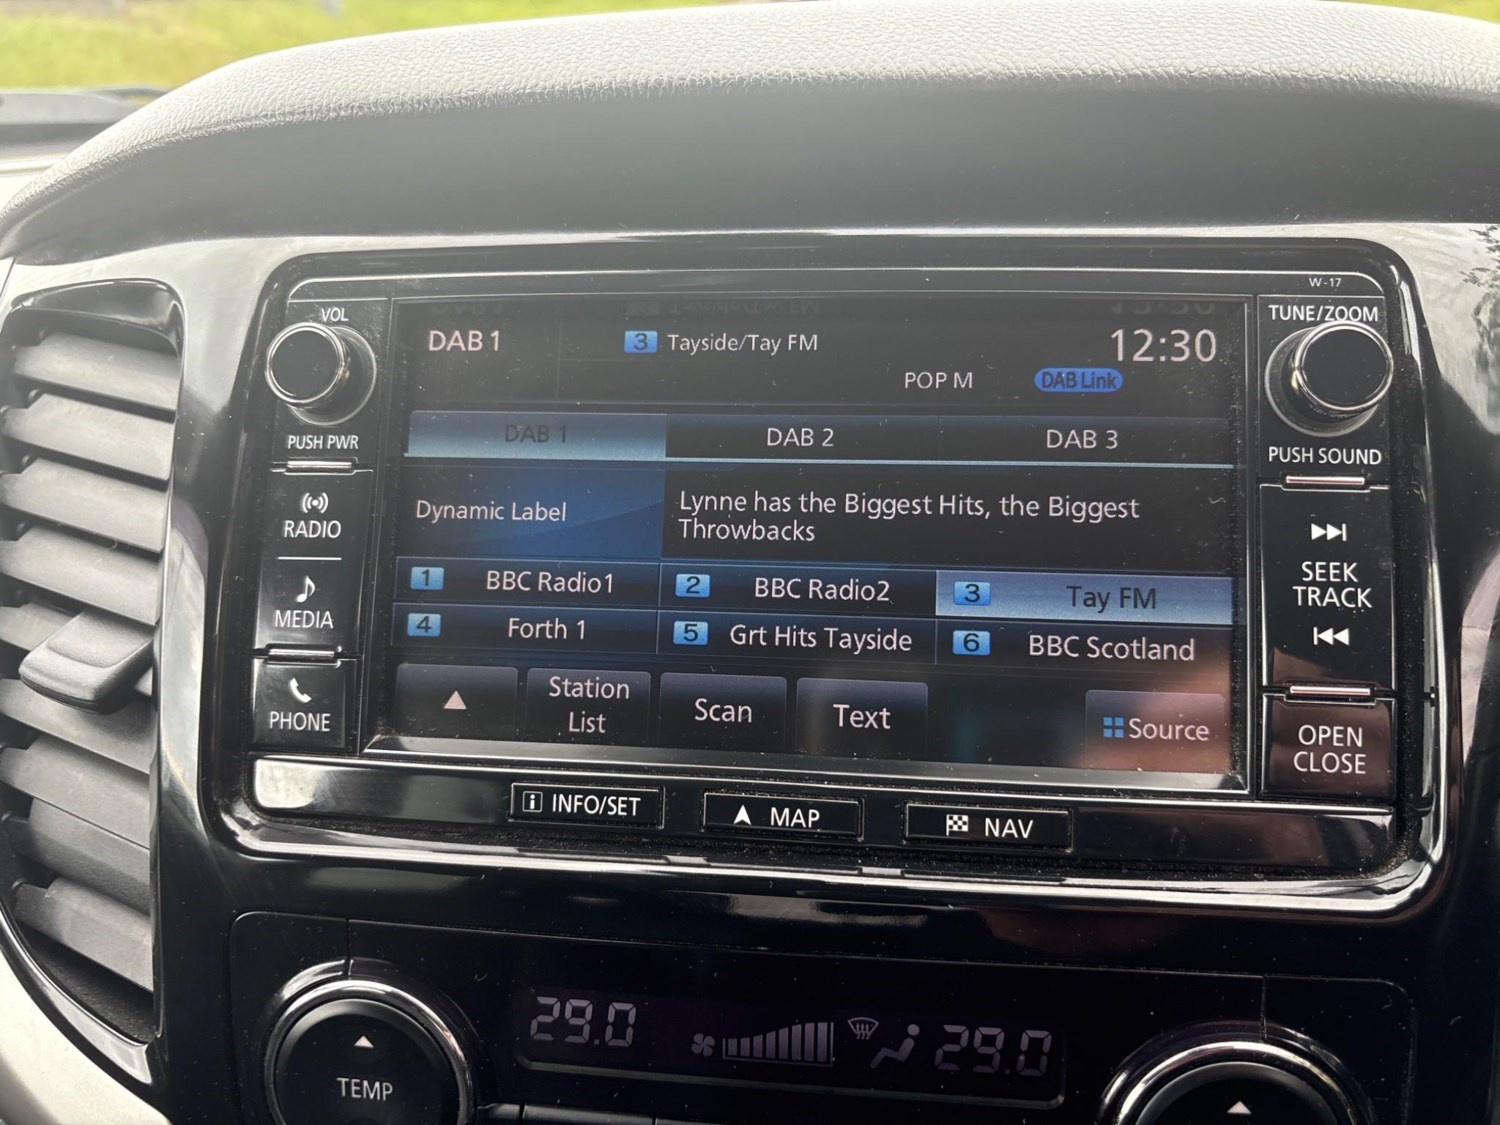 W-17
VOL
TUNE/ZOOM
DAB 1
3 Tayside/Tay FM
12:30
POP M
DAB Link
PUSH PWR
PUSH SOUND
DAB 1
DAB 2
DAB 3
RADIO
MEDIA
PHONE
Dynamic Label
Lynne has the Biggest Hits, the Biggest
Throwbacks
1 BBC Radio1
2 BBC Radio2
3 Tay FM
4 Forth 1
5 Grt Hits Tayside
6 BBC Scotland
Station
List
Scan
Text
Source
SEEK
TRACK
OPEN
CLOSE
i INFO/SET
MAP
NAV
29.0
29.0
TEMP